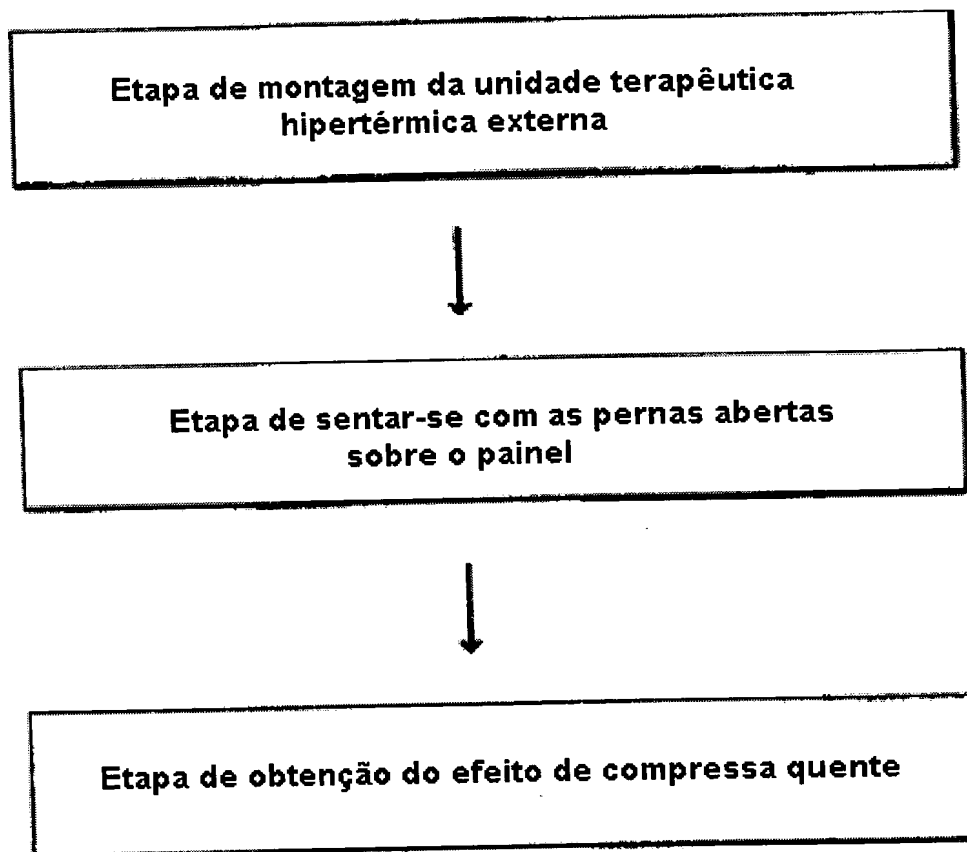 Etapa de montagem da unidade terapêutica
hipertérmica externa
Etapa de sentar-se com as pernas abertas
sobre o painel
Etapa de obtenção do efeito de compressa quente